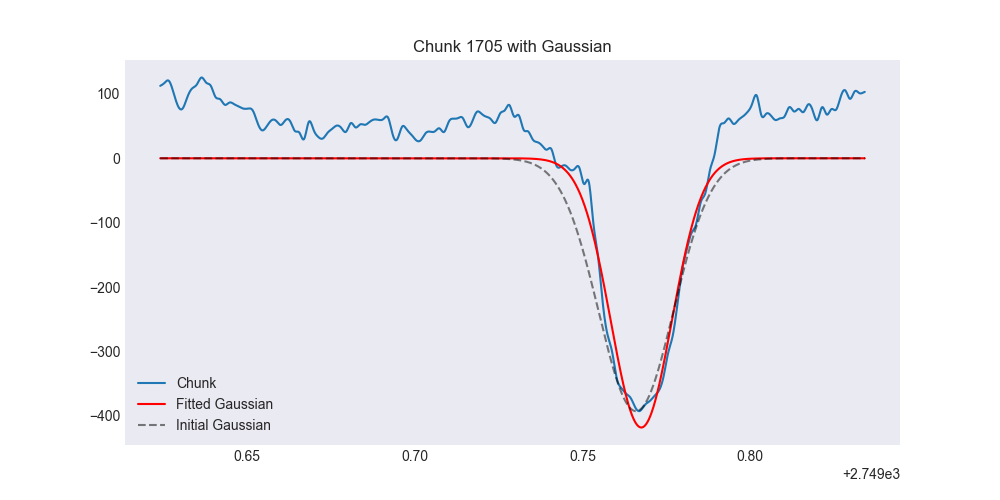 Chunk 1705 with Gaussian
100
0
−100
−200
−300
−400
Chunk
Fitted Gaussian
Initial Gaussian
0.65 0.70 0.75 0.80
+2.749e3